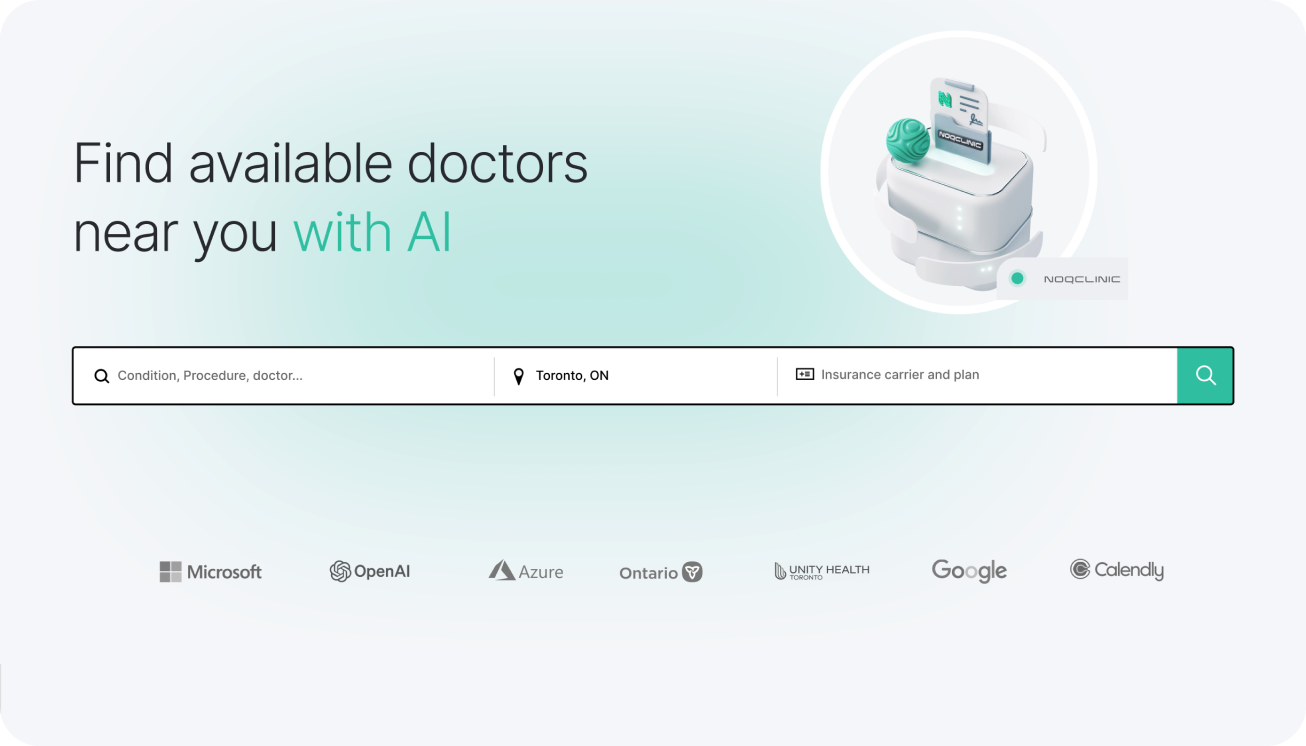 Find available doctors
near you with AI
NOQCLINIC
NOQCLINIC
Condition, Procedure, doctor...
Toronto, ON
Insurance carrier and plan
Microsoft
OpenAI
Azure
Ontario
UNITY HEALTH
TORONTO
Google
Calendly